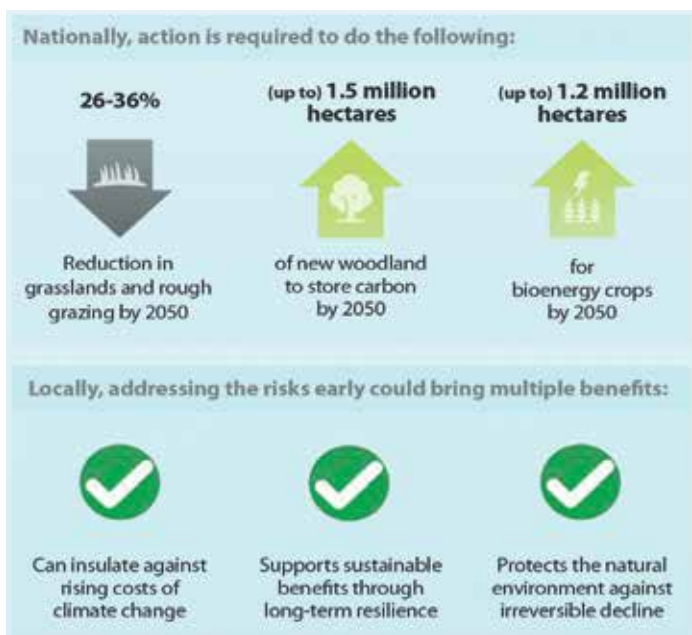 Nationally, action is required to do the following:
26-36%
Reduction in
grasslands and rough
grazing by 2050
(up to) 1.5 million
hectares
of new woodland
to store carbon
by 2050
(up to) 1.2 million
hectares
for
bioenergy crops
by 2050
Locally, addressing the risks early could bring multiple benefits:
Can insulate against
rising costs of
climate change
Supports sustainable
benefits through
long-term resilience
Protects the natural
environment against
irreversible decline